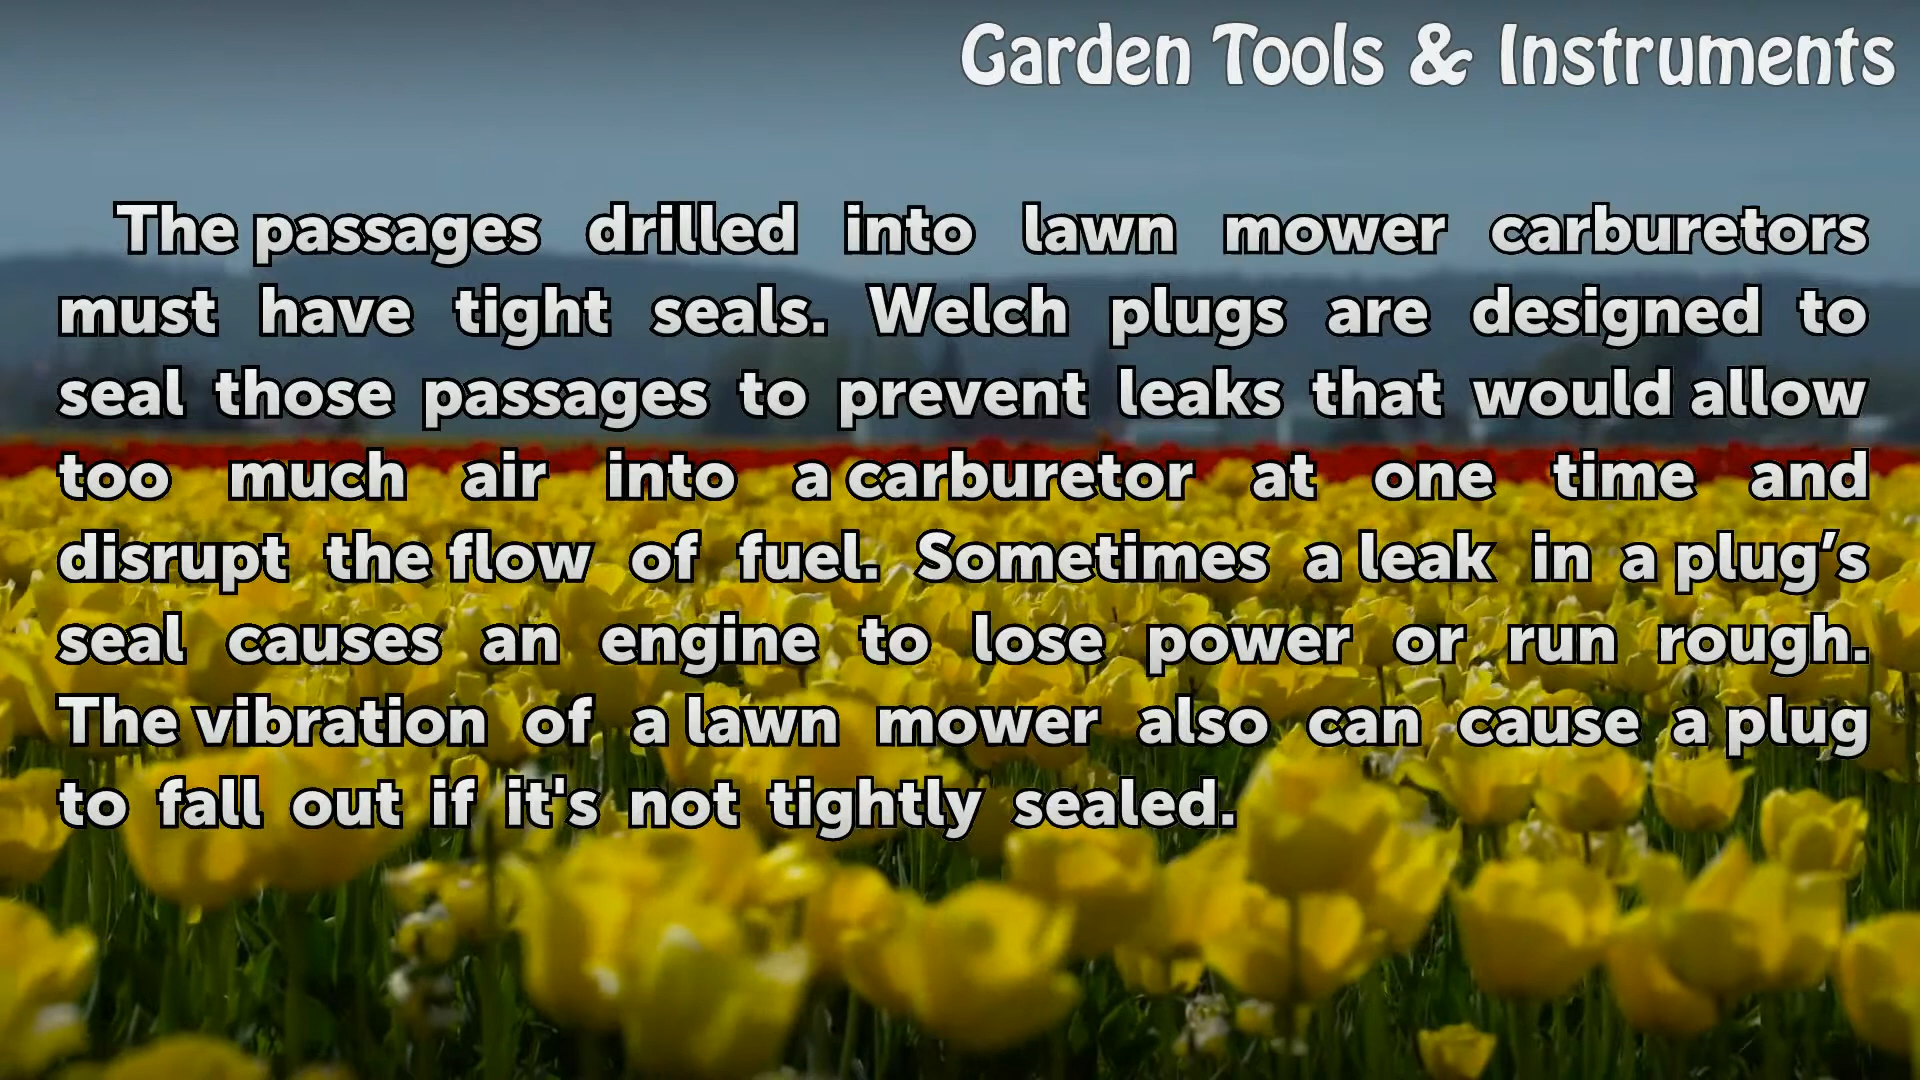 Garden Tools & Instruments
The passages drilled into lawn mower carburetors
must have tight seals. Welch plugs are designed to
seal those passages to prevent leaks that would allow
too much air into a carburetor at one time and
disrupt the flow of fuel. Sometimes a leak in a plug’s
seal causes an engine to lose power or run rough.
The vibration of a lawn mower also can cause a plug
to fall out if it's not tightly sealed.